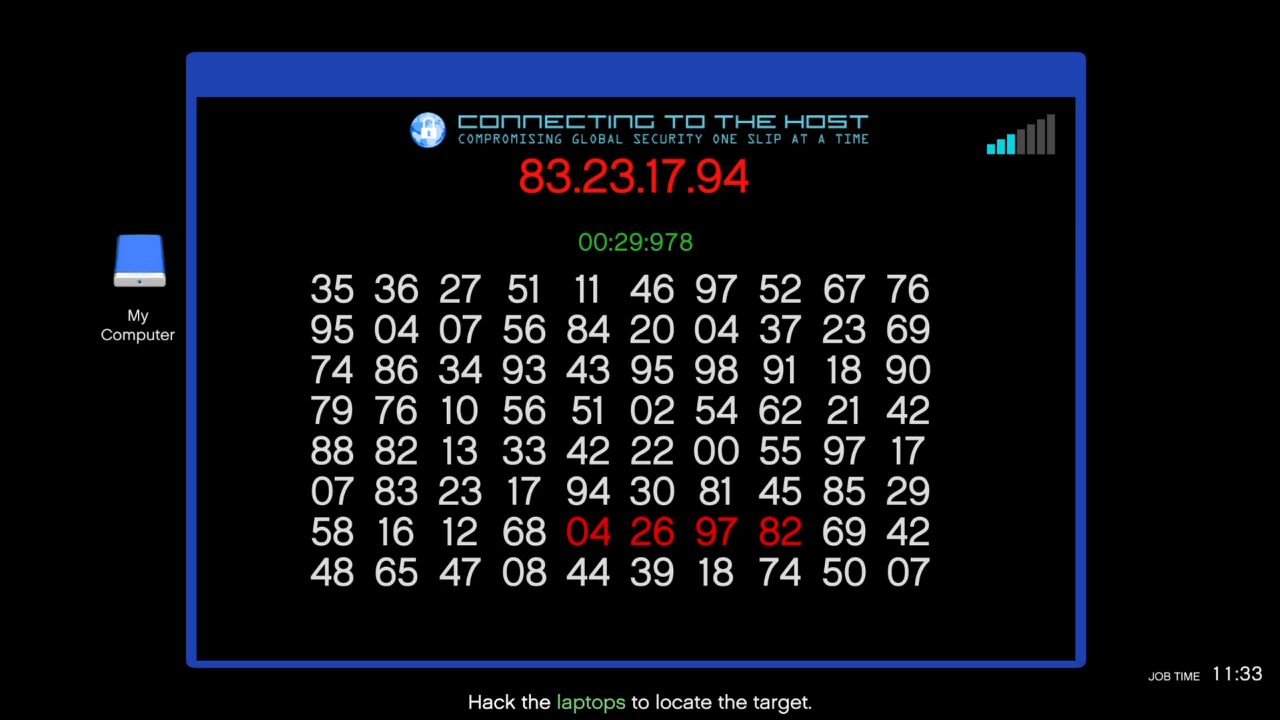 CONNECTING TO THE HOST
COMPROMISING GLOBAL SECURITY ONE SLIP AT A TIME
83.23.17.94
00:29:978
35 36 27 51 11 46 97 52 67 76
95 04 07 56 84 20 04 37 23 69
74 86 34 93 43 95 98 91 18 90
79 76 10 56 51 02 54 62 21 42
88 82 13 33 42 22 00 55 97 17
07 83 23 17 94 30 81 45 85 29
58 16 12 68 04 26 97 82 69 42
48 65 47 08 44 39 18 74 50 07
My
Computer
JOB TIME 11:33
Hack the laptops to locate the target.